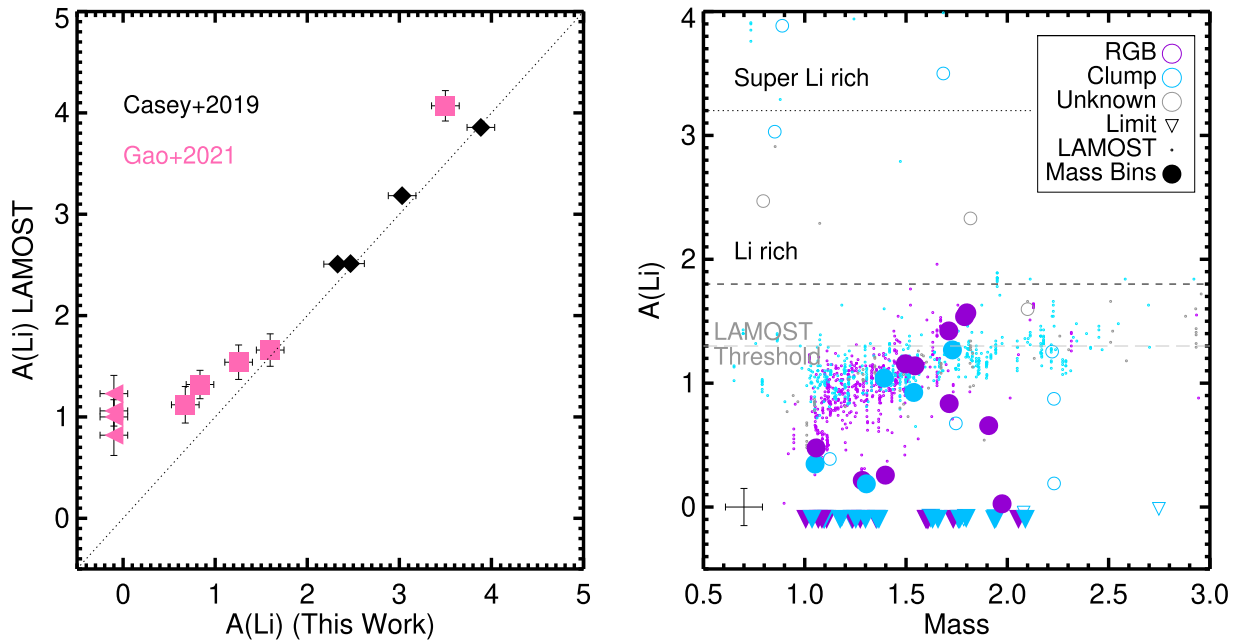 5
4
3
2
1
0
A(Li) LAMOST
Casey+2019
Gao+2021
0
1
2
3
4
5
A(Li) (This Work)
4
3
2
1
0
A(Li)
Super Li rich
Li rich
LAMOST
Threshold
RGB
Clump
Unknown
Limit
LAMOST
Mass Bins
0.5
1.0
1.5
2.0
2.5
3.0
Mass